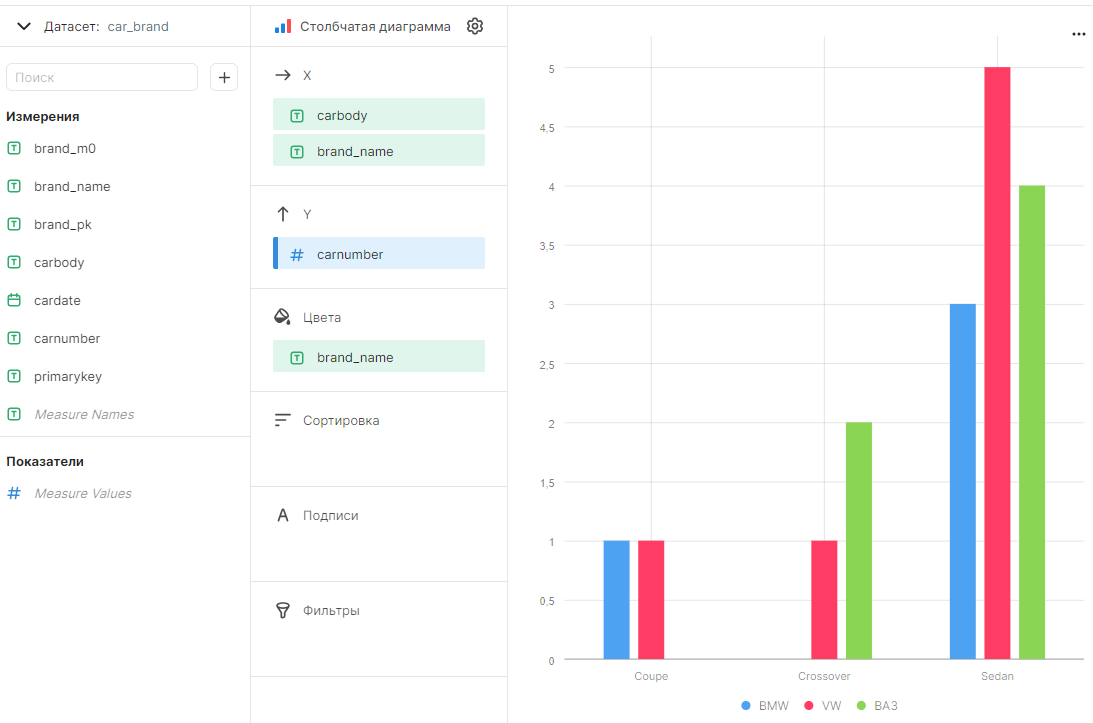 Датасет: car_brand
Поиск
Измерения
brand_m0
brand_name
brand_pk
carbody
cardate
carnumber
primarykey
Measure Names
Показатели
Measure Values
Столбчатая диаграмма
X
carbody
brand_name
Y
carnumber
Цвета
brand_name
Сортировка
Подписи
Фильтры
5
4,5
4
3,5
3
2,5
2
1,5
1
0,5
0
Coupe Crossover Sedan
BMW VW ВАЗ